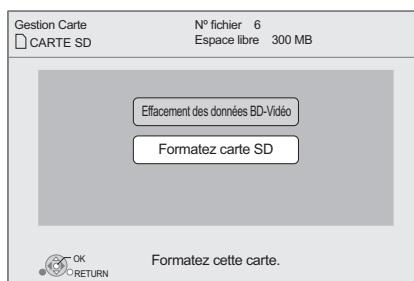 Gestion Carte
Nº fichier 6
CARTE SD
Espace libre 300 MB
Effacement des données BD-Vidéo
Formatez carte SD
OK
RETURN
Formatez cette carte.